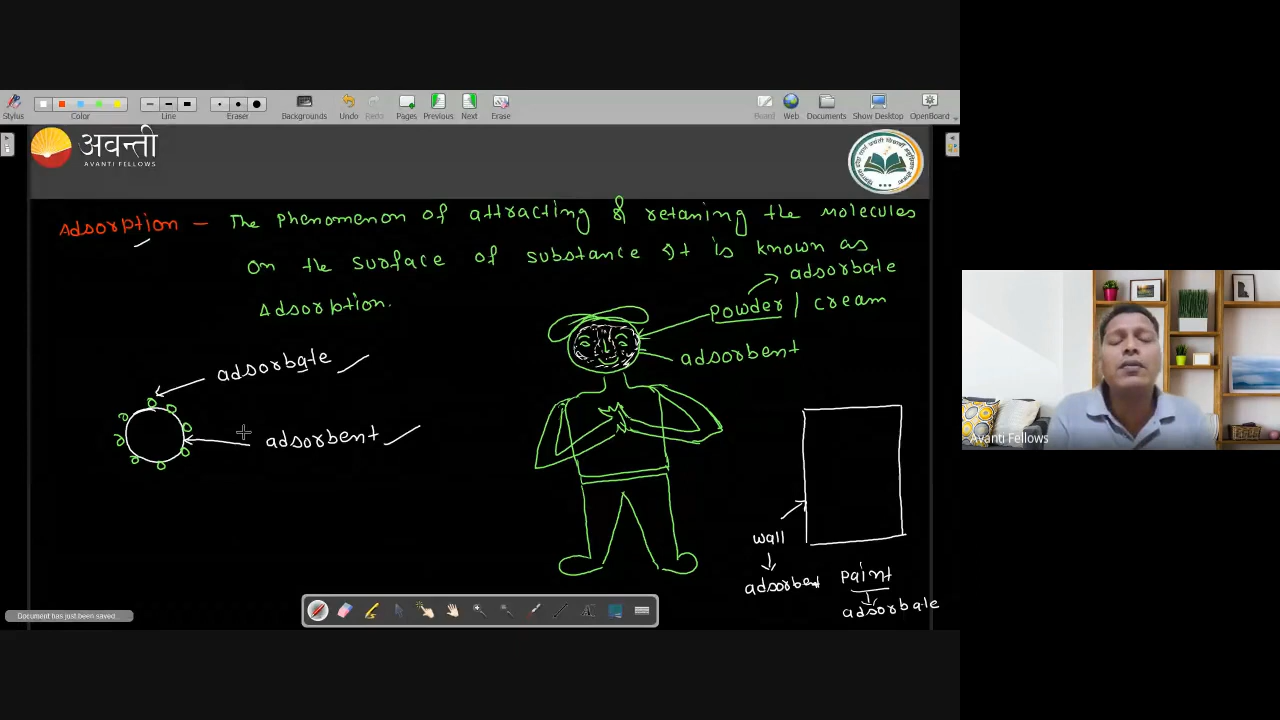 Stylus
Color
Line
Eraser
Backgrounds
Undo
Redo
Pages
Previous
Next
Erase
Board
Web
Documents
Show Desktop
OpenBoard
अवन्ती
AVANTI FELLOWS
Adsorption - The Phenomenon of attracting & retaning the molecules
on the surface of substance it is known as
Adsorption.
adsorbate
powder / cream
adsorbent
adsorbate
adsorbent
wall
adsorbent
paint
adsorbate
Document has just been saved...
Avanti Fellows